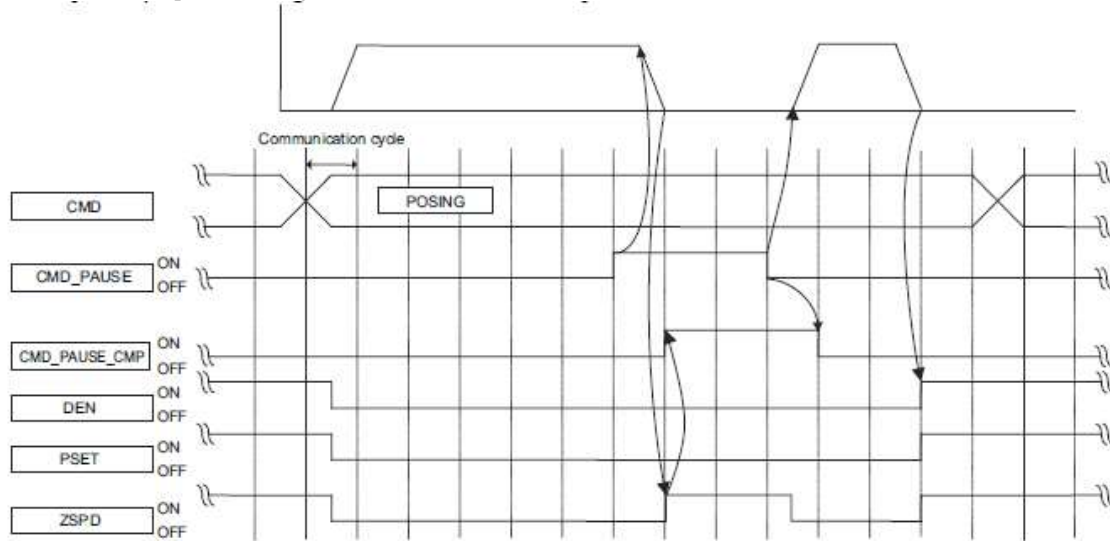 Communication cycle
CMD
POSING
CMD_PAUSE
ON
OFF
CMD_PAUSE_CMP
ON
OFF
DEN
ON
OFF
PSET
ON
OFF
ZSPD
ON
OFF